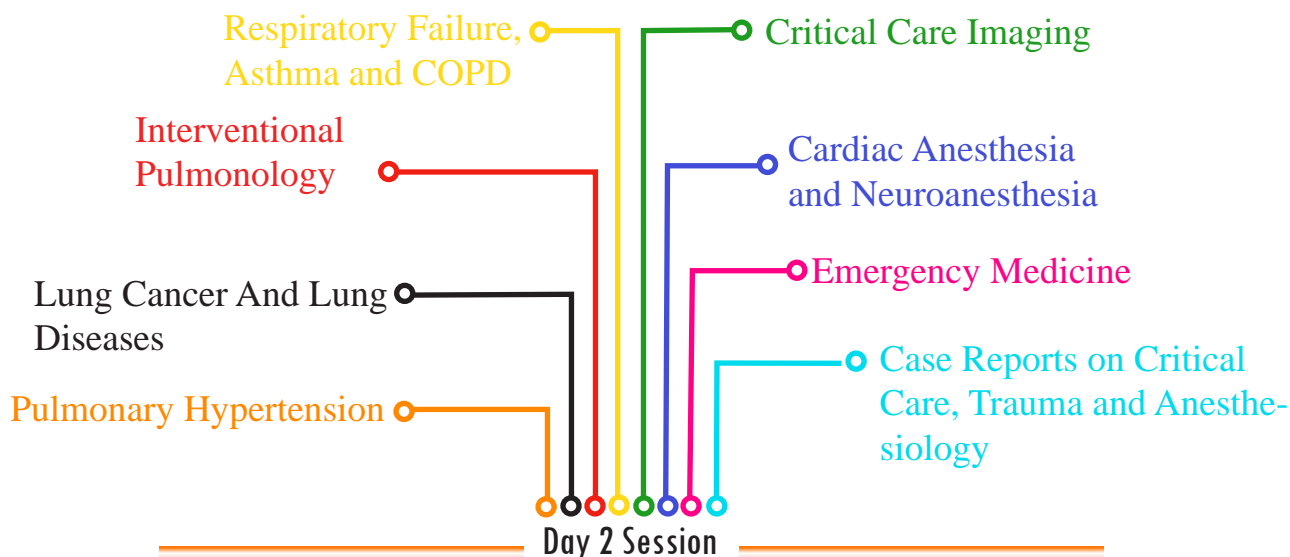 Respiratory Failure,
Asthma and COPD
Interventional
Pulmonology
Lung Cancer And Lung
Diseases
Pulmonary Hypertension
Critical Care Imaging
Cardiac Anesthesia
and Neuroanesthesia
Emergency Medicine
Case Reports on Critical
Care, Trauma and Anesthe-
siology
Day 2 Session